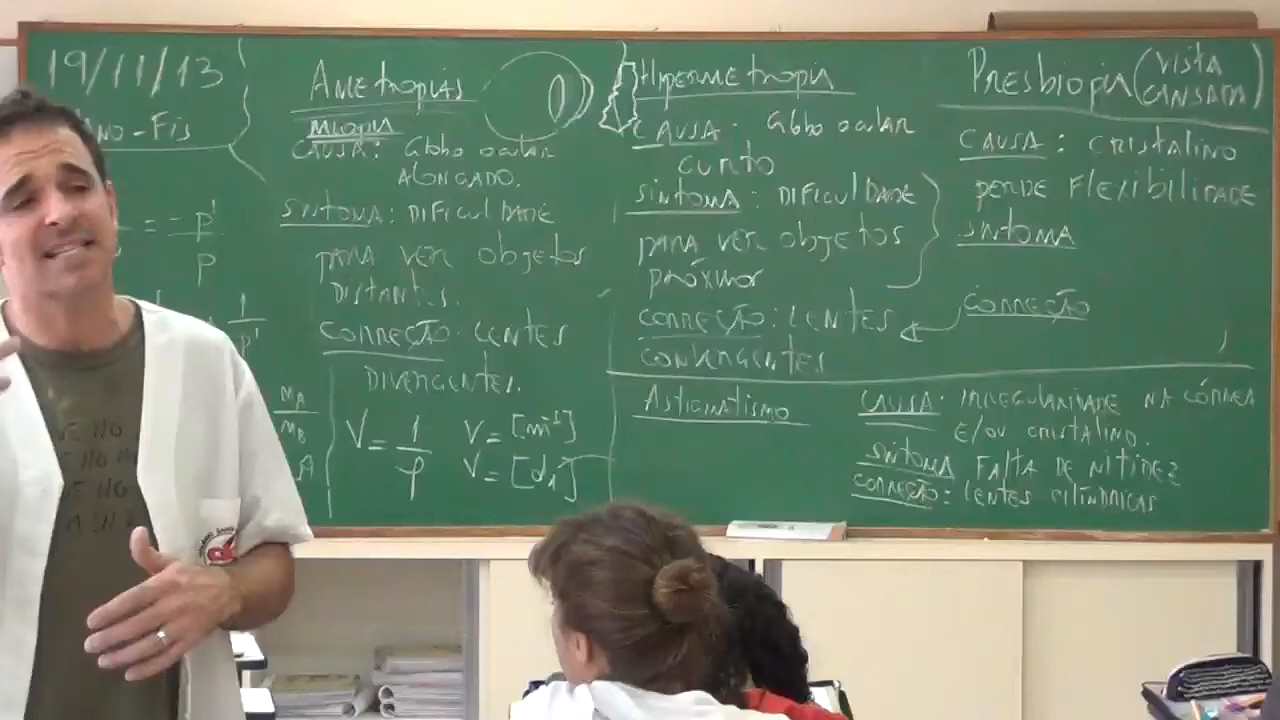 19/11/13
ANO-FÍS
= -p'
p
1
p'
mA
mB
A
AMETROPIAS
MIOPIA
CAUSA: GLOBO OCULAR
ALONGADO.
SINTOMA: DIFICULDADE
PARA VER OBJETOS
DISTANTES.
CORREÇÃO: LENTES
DIVERGENTES.
V = 1
V = [m⁻¹]
V = [di]
HIPERMETROPIA
CAUSA: GLOBO OCULAR
CURTO
SINTOMA: DIFICULDADE
PARA VER OBJETOS
PRÓXIMOS
CORREÇÃO: LENTES
CONVERGENTES
PRESBIOPIA (VISTA
CANSADA)
CAUSA: CRISTALINO
PERDE FLEXIBILIDADE
SINTOMA
CORREÇÃO
ASTIGMATISMO
CAUSA: IRREGULARIDADE NA CÓRNEA
E/OU CRISTALINO.
SINTOMA FALTA DE NITIDEZ
CORREÇÃO: LENTES CILÍNDRICAS